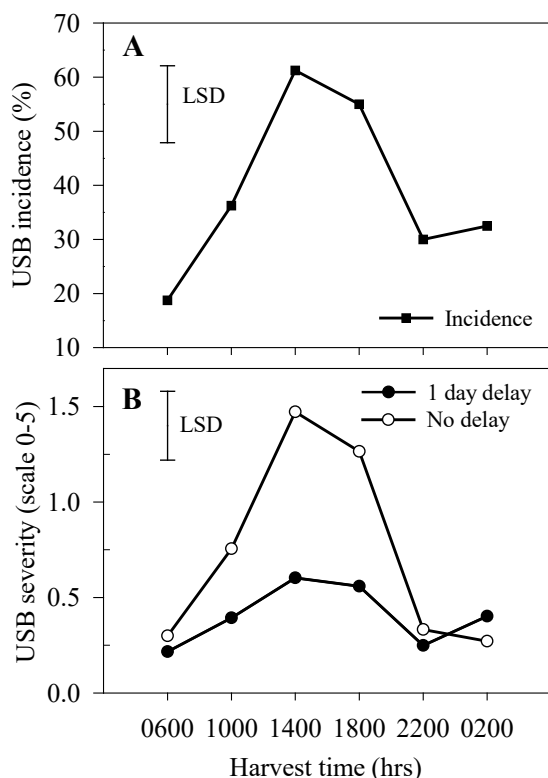 A
LSD
70
60
50
40
30
20
10
USB incidence (%)
Incidence
B
LSD
1 day delay
No delay
1.5
1.0
0.5
0.0
USB severity (scale 0-5)
0600 1000 1400 1800 2200 0200
Harvest time (hrs)